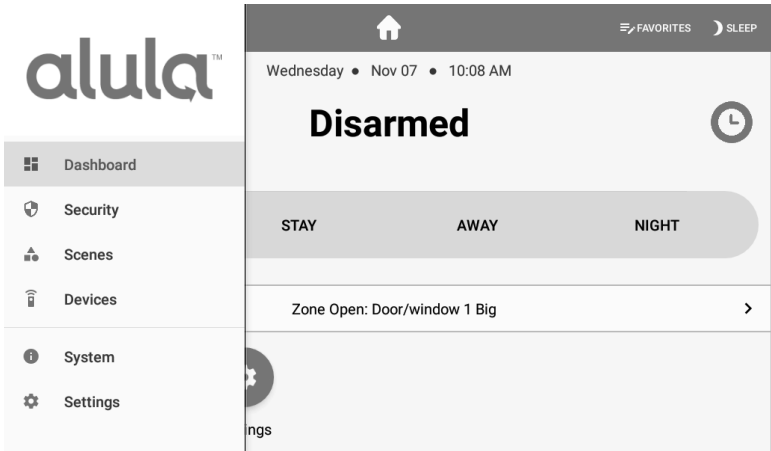 alula™
Dashboard
Security
Scenes
Devices
System
Settings
FAVORITES SLEEP
Wednesday ● Nov 07 ● 10:08 AM
Disarmed
STAY AWAY NIGHT
Zone Open: Door/window 1 Big
ings